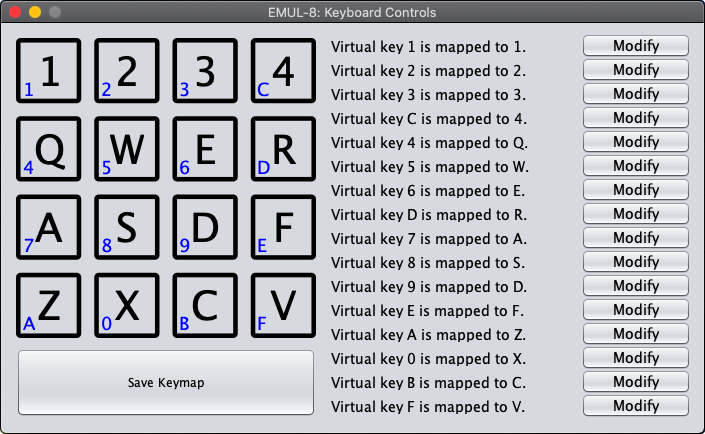 EMUL-8: Keyboard Controls
1 2 3 4
1 2 3 C
Q W E R
4 5 6 D
A S D F
7 8 9 E
Z X C V
A 0 B F
Save Keymap
Virtual key 1 is mapped to 1. Modify
Virtual key 2 is mapped to 2. Modify
Virtual key 3 is mapped to 3. Modify
Virtual key C is mapped to 4. Modify
Virtual key 4 is mapped to Q. Modify
Virtual key 5 is mapped to W. Modify
Virtual key 6 is mapped to E. Modify
Virtual key D is mapped to R. Modify
Virtual key 7 is mapped to A. Modify
Virtual key 8 is mapped to S. Modify
Virtual key 9 is mapped to D. Modify
Virtual key E is mapped to F. Modify
Virtual key A is mapped to Z. Modify
Virtual key 0 is mapped to X. Modify
Virtual key B is mapped to C. Modify
Virtual key F is mapped to V. Modify